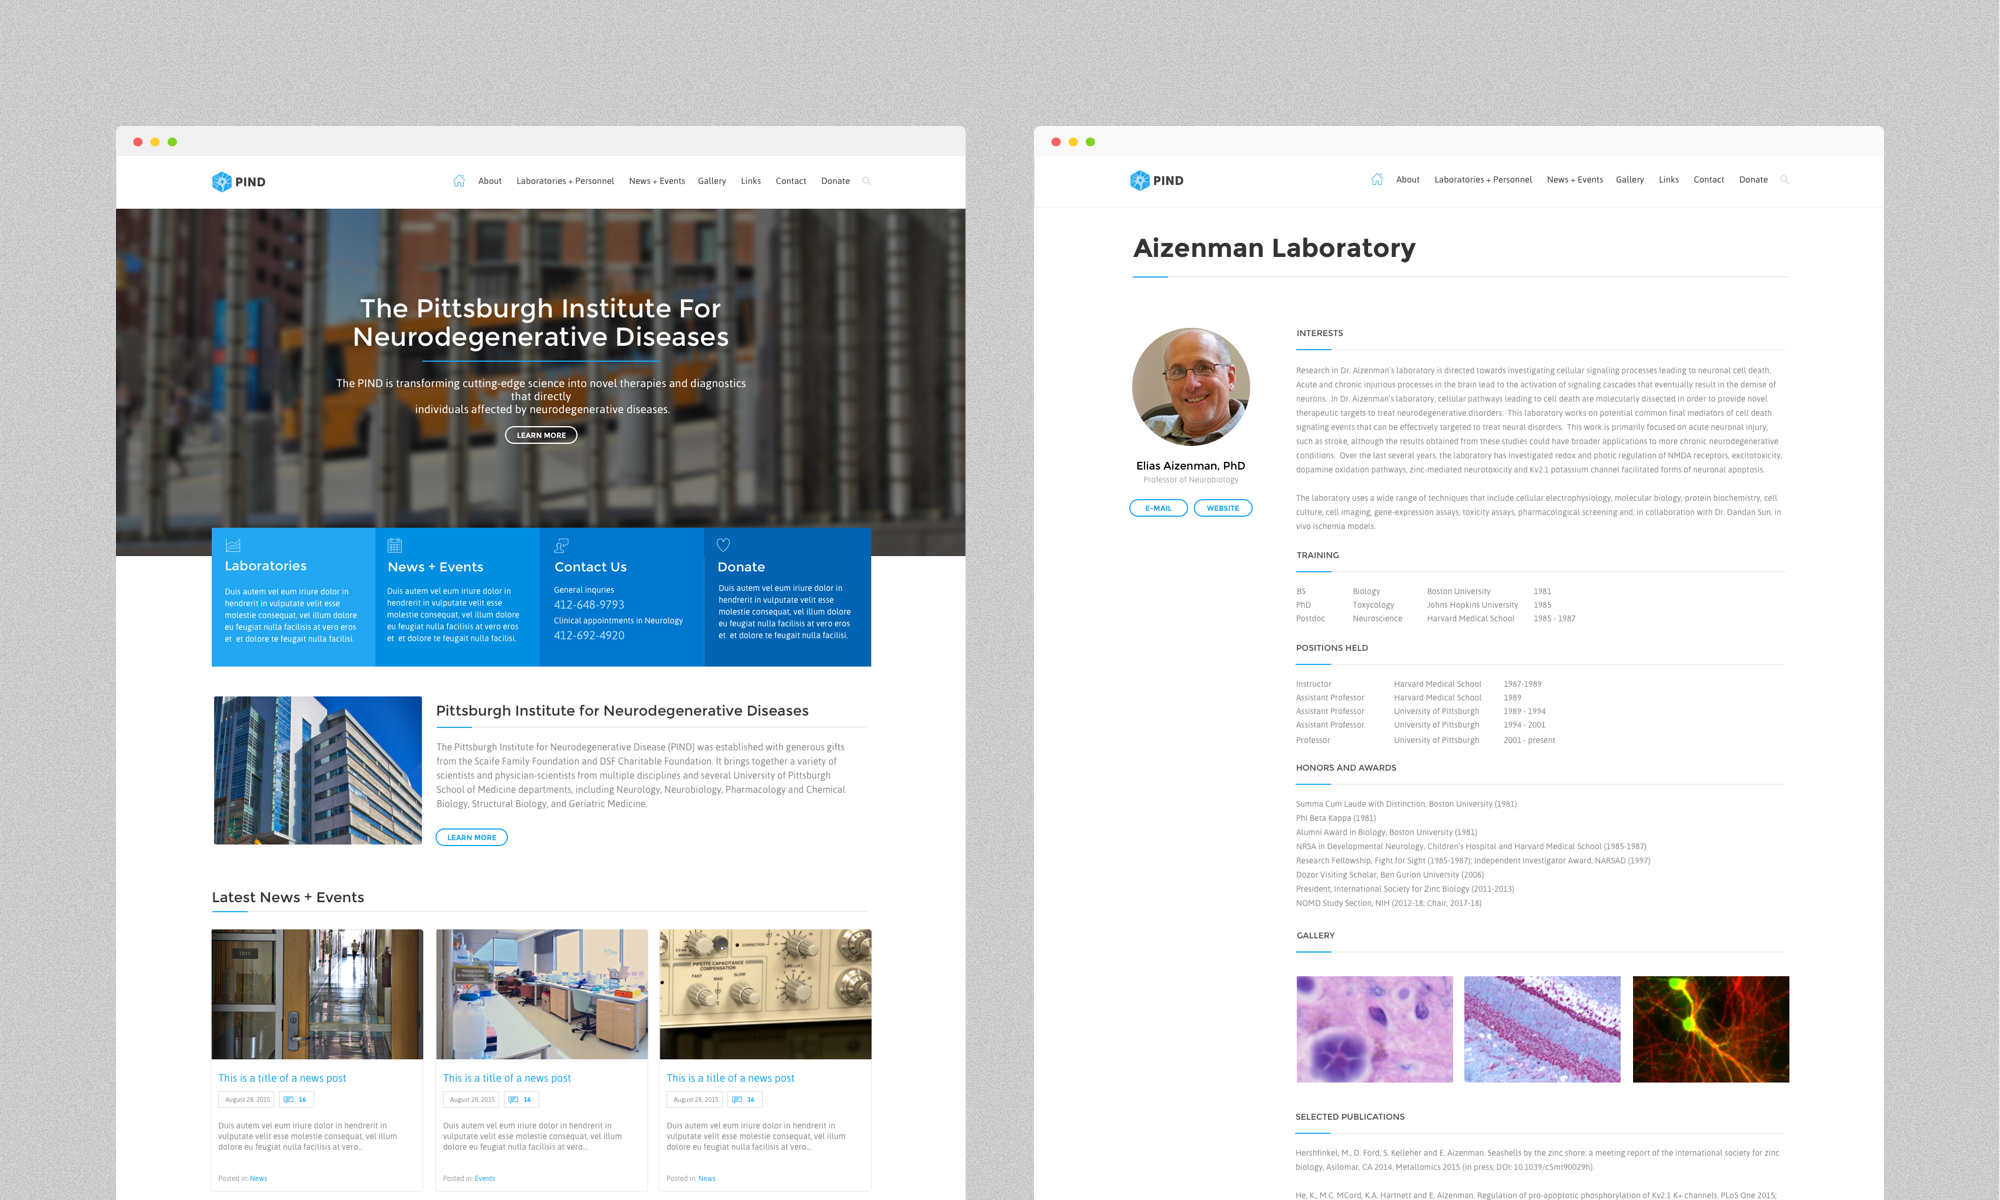 PIND
About Laboratories + Personnel News + Events Gallery Links Contact Donate
The Pittsburgh Institute For
Neurodegenerative Diseases
The PIND is transforming cutting-edge science into novel therapies and diagnostics
that directly
individuals affected by neurodegenerative diseases.
LEARN MORE
Laboratories
Duis autem vel eum iriure dolor in
hendrerit in vulputate velit esse
molestie consequat, vel illum dolore
eu feugiat nulla facilisis at vero eros
et et dolore te feugait nulla facilisi.
News + Events
Duis autem vel eum iriure dolor in
hendrerit in vulputate velit esse
molestie consequat, vel illum dolore
eu feugiat nulla facilisis at vero eros
et et dolore te feugait nulla facilisi.
Contact Us
General inquries
412-648-9793
Clinical appointments in Neurology
412-692-4920
Donate
Duis autem vel eum iriure dolor in
hendrerit in vulputate velit esse
molestie consequat, vel illum dolore
eu feugiat nulla facilisis at vero eros
et et dolore te feugait nulla facilisi.
Pittsburgh Institute for Neurodegenerative Diseases
The Pittsburgh Institute for Neurodegenerative Disease (PIND) was established with generous gifts
from the Scaife Family Foundation and DSF Charitable Foundation. It brings together a variety of
scientists and physician-scientists from multiple disciplines and several University of Pittsburgh
School of Medicine departments, including Neurology, Neurobiology, Pharmacology and Chemical
Biology, Structural Biology, and Geriatric Medicine.
LEARN MORE
Latest News + Events
7011
This is a title of a news post
August 28, 2015 16
Duis autem vel eum iriure dolor in hendrerit in
vulputate velit esse molestie consequat, vel illum
dolore eu feugiat nulla facilisis at vero...
Posted in: News
This is a title of a news post
August 28, 2015 16
Duis autem vel eum iriure dolor in hendrerit in
vulputate velit esse molestie consequat, vel illum
dolore eu feugiat nulla facilisis at vero...
Posted in: Events
CORRECTION
PIPETTE CAPACITANCE
COMPENSATION
FAST MAG SLOW
This is a title of a news post
August 28, 2015 16
Duis autem vel eum iriure dolor in hendrerit in
vulputate velit esse molestie consequat, vel illum
dolore eu feugiat nulla facilisis at vero...
Posted in: News
PIND
About Laboratories + Personnel News + Events Gallery Links Contact Donate
Aizenman Laboratory
Elias Aizenman, PhD
Professor of Neurobiology
E-MAIL WEBSITE
INTERESTS
Research in Dr. Aizenman's laboratory is directed towards investigating cellular signaling processes leading to neuronal cell death.
Acute and chronic injurious processes in the brain lead to the activation of signaling cascades that eventually result in the demise of
neurons. In Dr. Aizenman's laboratory, cellular pathways leading to cell death are molecularly dissected in order to provide novel
therapeutic targets to treat neurodegenerative disorders. This laboratory works on potential common final mediators of cell death
signaling events that can be effectively targeted to treat neural disorders. This work is primarily focused on acute neuronal injury,
such as stroke, although the results obtained from these studies could have broader applications to more chronic neurodegenerative
conditions. Over the last several years, the laboratory has investigated redox and photic regulation of NMDA receptors, excitotoxicity,
dopamine oxidation pathways, zinc-mediated neurotoxicity and Kv2.1 potassium channel facilitated forms of neuronal apoptosis.
The laboratory uses a wide range of techniques that include cellular electrophysiology, molecular biology, protein biochemistry, cell
culture, cell imaging, gene-expression assays, toxicity assays, pharmacological screening and, in collaboration with Dr. Dandan Sun, in
vivo ischemia models.
TRAINING
BS Biology Boston University 1981
PhD Toxycology Johns Hopkins University 1985
Postdoc Neuroscience Harvard Medical School 1985 - 1987
POSITIONS HELD
Instructor Harvard Medical School 1987-1989
Assistant Professor Harvard Medical School 1989
Assistant Professor University of Pittsburgh 1989 - 1994
Assistant Professor University of Pittsburgh 1994 - 2001
Professor University of Pittsburgh 2001 - present
HONORS AND AWARDS
Summa Cum Laude with Distinction, Boston University (1981)
Phi Beta Kappa (1981)
Alumni Award in Biology, Boston University (1981)
NRSA in Developmental Neurology, Children's Hospital and Harvard Medical School (1985-1987)
Research Fellowship, Fight for Sight (1985-1987); Independent Investigator Award, NARSAD (1997)
Dozor Visiting Scholar, Ben Gurion University (2006)
President, International Society for Zinc Biology (2011-2013)
NOMD Study Section, NIH (2012-18; Chair, 2017-18)
GALLERY
SELECTED PUBLICATIONS
Hershfinkel, M., D. Ford, S. Kelleher and E. Aizenman. Seashells by the zinc shore: a meeting report of the international society for zinc
biology, Asilomar, CA 2014. Metallomics 2015 (in press; DOI: 10.1039/c5mt90029h).
He, K., M.C. MCord, K.A. Hartnett and E. Aizenman. Regulation of pro-apoptotic phosphorylation of Kv2.1 K+ channels. PLoS One 2015;